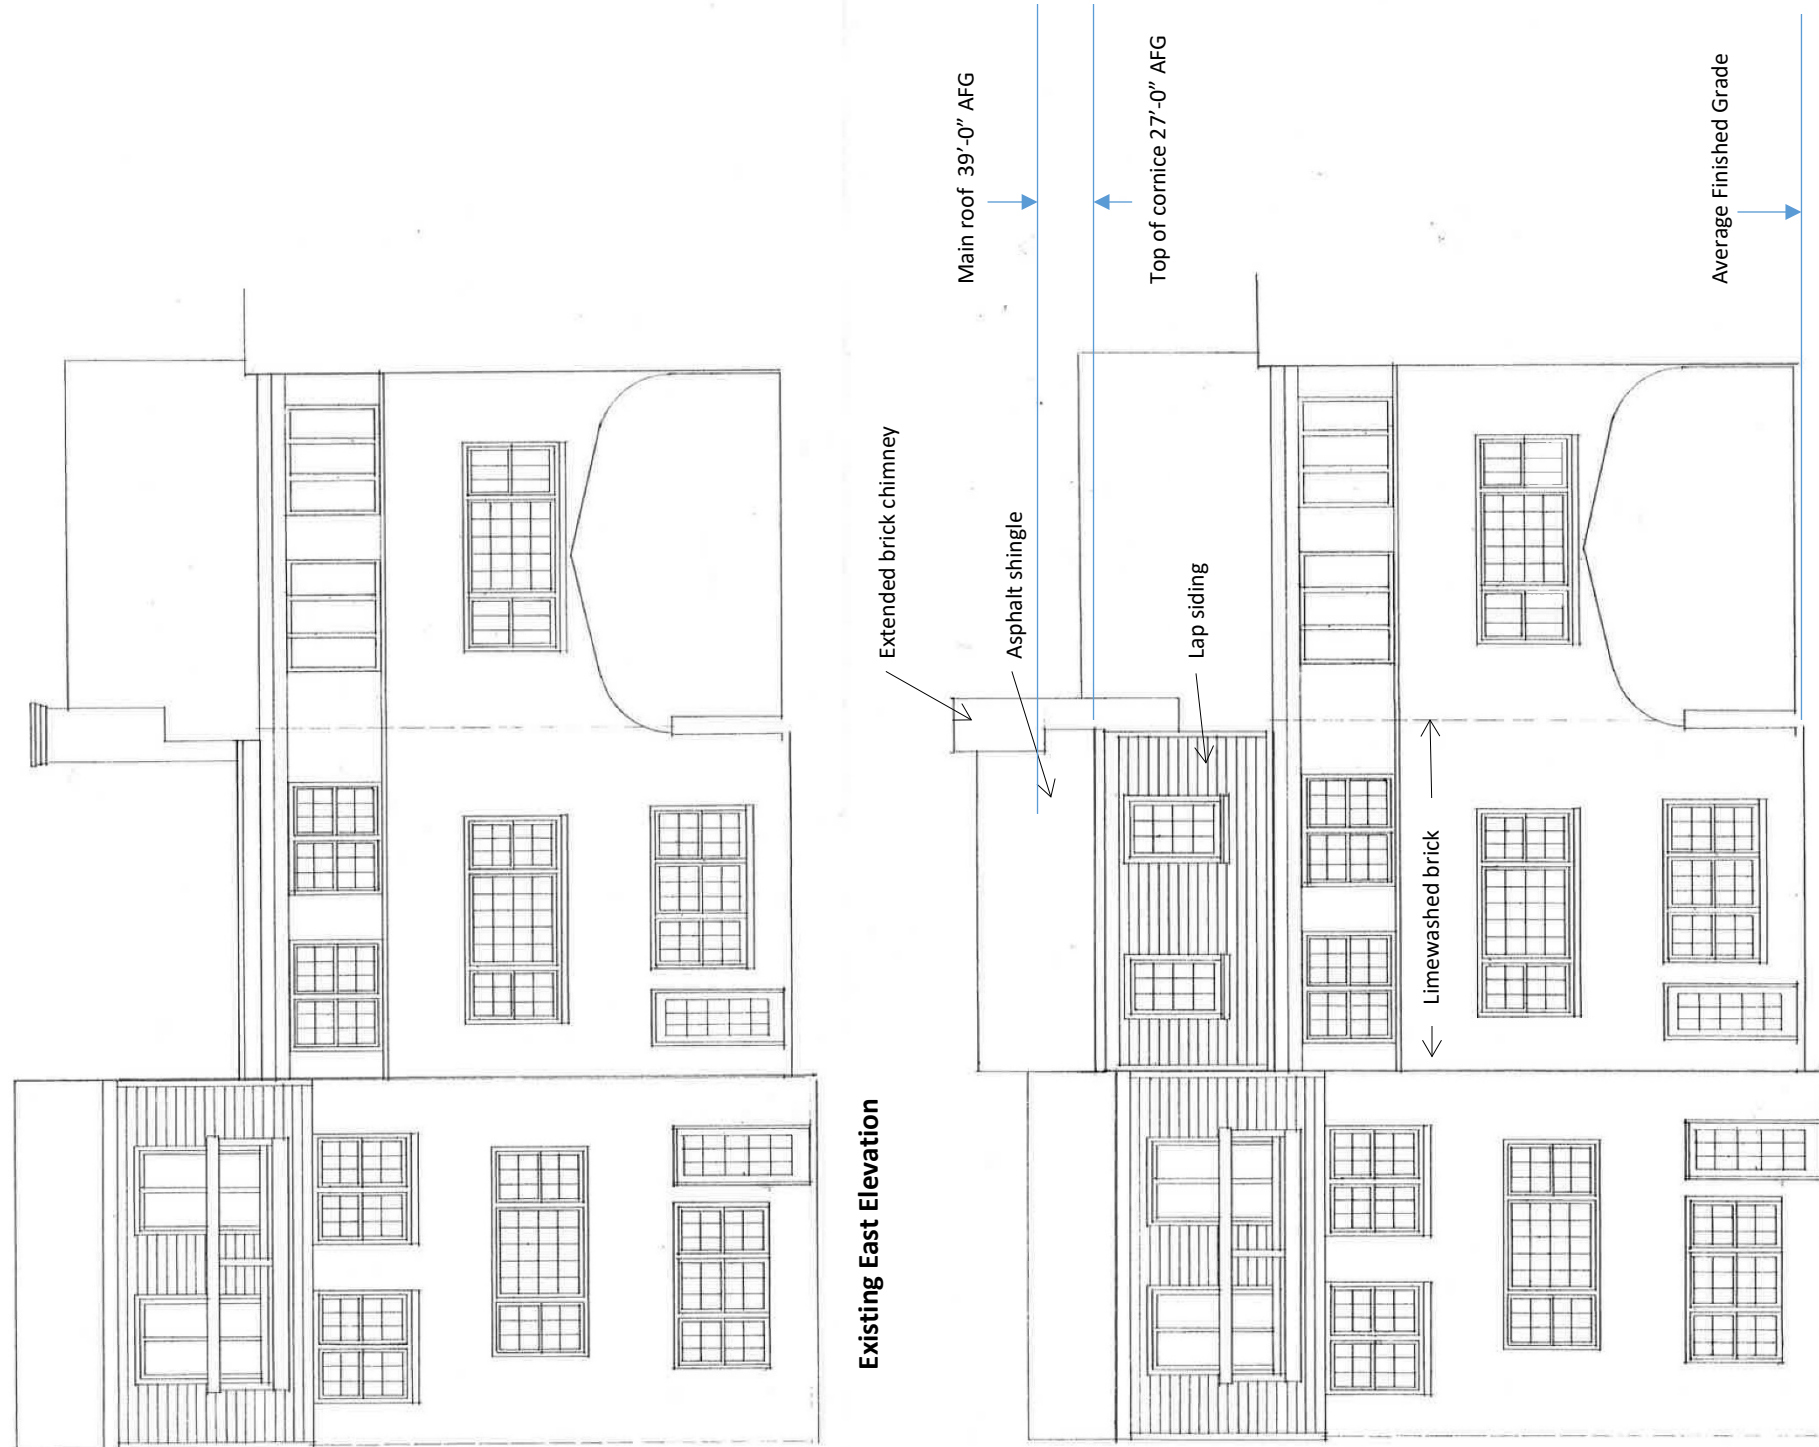 Existing East Elevation
Extended brick chimney
Asphalt shingle
Lap siding
Limewashed brick
Main roof  39’-0” AFG
Top of cornice 27’-0” AFG
Average Finished Grade